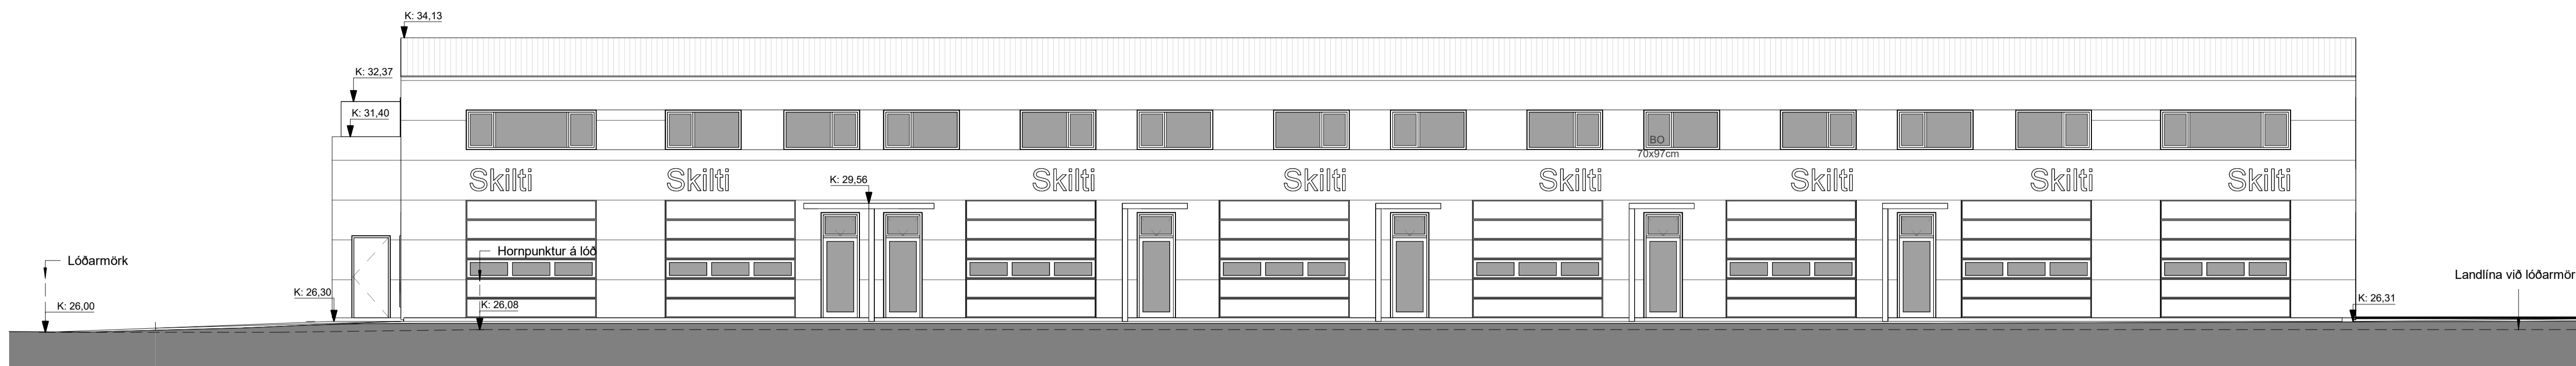 K: 34,13
K: 32,37
K: 31,40
BO
70x97cm
Skilti Skilti Skilti Skilti Skilti Skilti Skilti Skilti
K: 29,56
Hornpunktur á lóð
Lóðarmörk
Landlína við lóðarmör
K: 26,30
K: 26,31
K: 26,00
K: 26,08